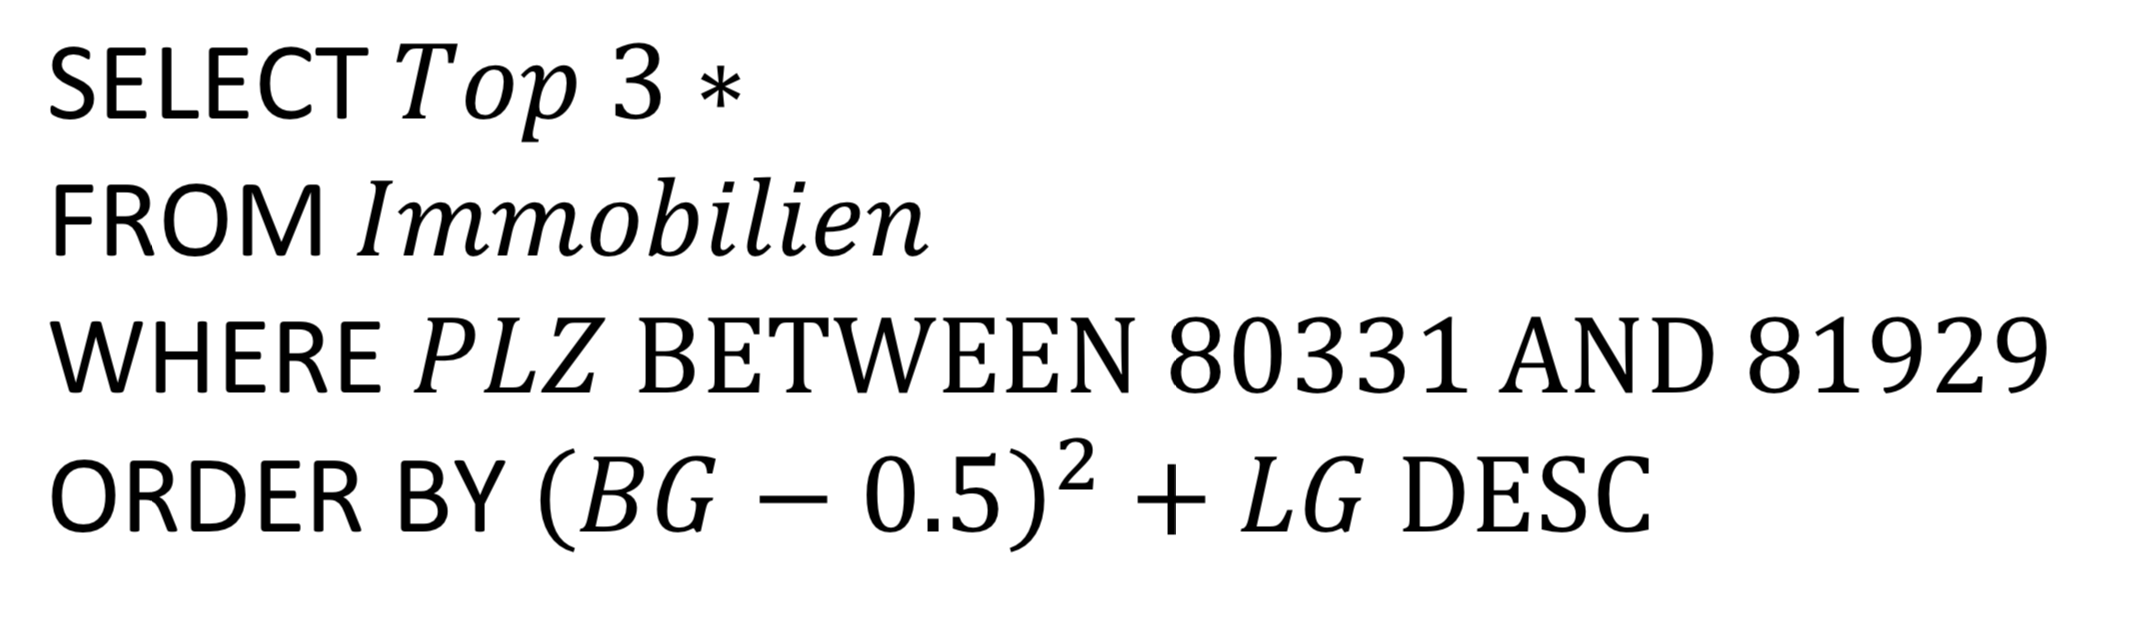 SELECT Top 3 *
FROM Immobilien
WHERE PLZ BETWEEN 80331 AND 81929
ORDER BY (BG − 0.5)² + LG DESC